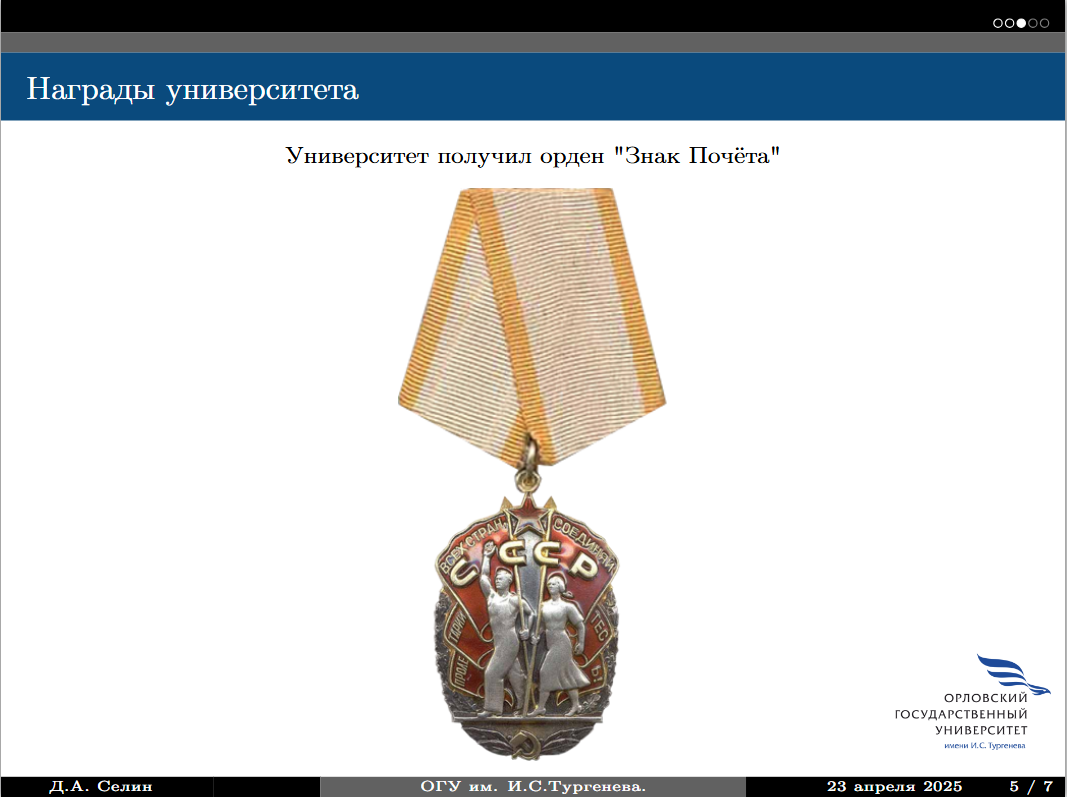 Награды университета
Университет получил орден "Знак Почёта"
ВСЕХ СТРАН СОЕДИНЯЙ
СССР
ТАРИИ ТЕС
ПРОЛЕ Ь!
ОРЛОВСКИЙ
ГОСУДАРСТВЕННЫЙ
УНИВЕРСИТЕТ
имени И.С. Тургенева
Д.А. Селин ОГУ им. И.С.Тургенева. 23 апреля 2025 5 / 7